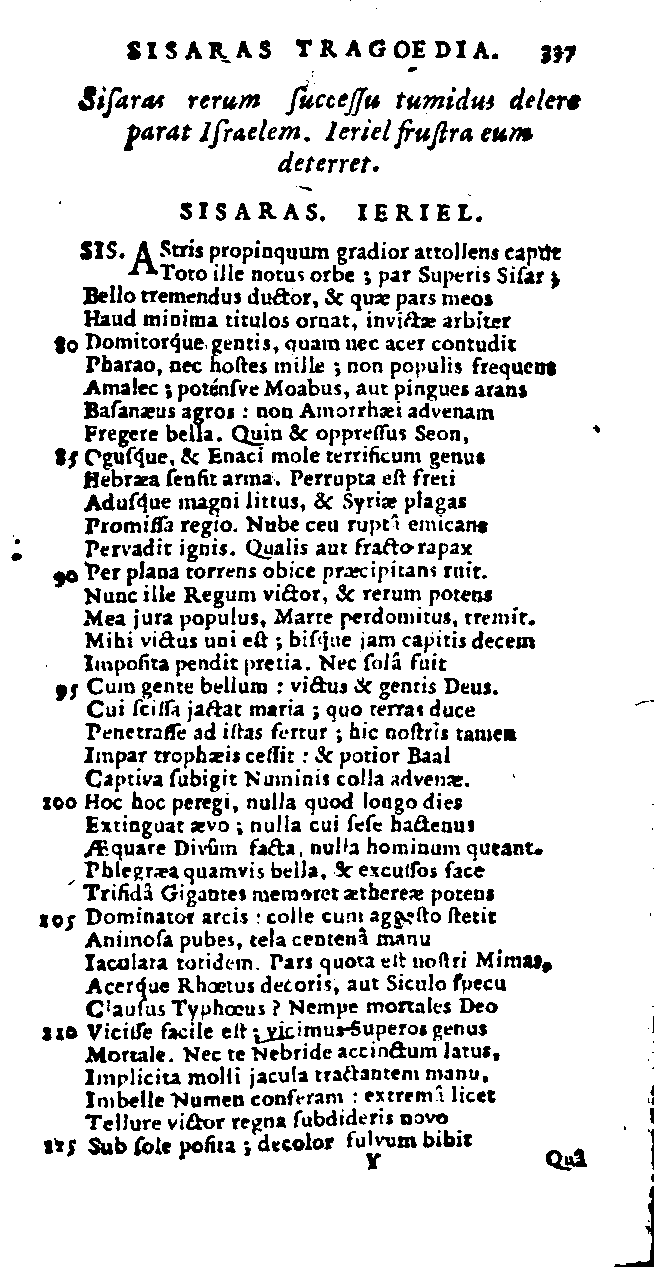 SISARAS TRAGOEDIA. 337
Siſaras rerum ſucceſſu tumidus delere
parat Iſraelem. Ieriel fruſtra eum
deterret.
SISARAS. IERIEL.
SIS. AStris propinquum gradior attollens caput
Toto ille notus orbe ; par Superis Siſar ;
Bello tremendus ductor, & quæ pars meos
Haud minima titulos ornat, invictæ arbiter
80 Domitorq́ue gentis, quam nec acer contudit
Pharao, nec hoſtes mille ; non populis frequens
Amalec ; poténſve Moabus, aut pingues arans
Baſanæus agros : non Amorrhæi advenam
Fregere bella. Quin & oppreſſus Seon,
85 Oguſq́ue, & Enaci mole terrificum genus
Hebræa ſenſit arma. Perrupta eſt freti
Aduſq́ue magni littus, & Syriæ plagas
Promiſſa regio. Nube ceu ruptâ emicans
Pervadit ignis. Qualis aut fracto rapax
90 Per plana torrens obice præcipitans ruit.
Nunc ille Regum victor, & rerum potens
Mea jura populus, Marte perdomitus, tremit.
Mihi victus uni eſt ; biſq́ue jam capitis decem
Impoſita pendit pretia. Nec ſolâ fuit
95 Cum gente bellum : victus & gentis Deus.
Cui ſciſſa jactat maria ; quo terras duce
Penetraſſe ad iſtas fertur ; hic noſtris tamen
Impar trophæis ceſſit : & potior Baal
Captiva ſubigit Numinis colla advenæ.
100 Hoc hoc peregi, nulla quod longo dies
Extinguat ævo ; nulla cui ſeſe hactenus
Æquare Divûm facta, nulla hominum queant.
Phlegræa quamvis bella, & excuſſos face
Trifidâ Gigantes memoret æthereæ potens
105 Dominator arcis : colle cum aggeſto ſtetit
Animoſa pubes, tela centenâ manu
Iaculata totidem. Pars quota eſt noſtri Mimas,
Acerq́ue Rhœtus decoris, aut Siculo ſpecu
Clauſus Typhœus ? Nempe mortales Deo
110 Viciſſe facile eſt ; vicimus Superos genus
Mortale. Nec te Nebride accinctum latus,
Implicita molli jacula tractantem manu,
Imbelle Numen conferam : extremâ licet
Tellure victor regna ſubdideris novo
115 Sub ſole poſita ; decolor fulvum bibit
Y Quâ